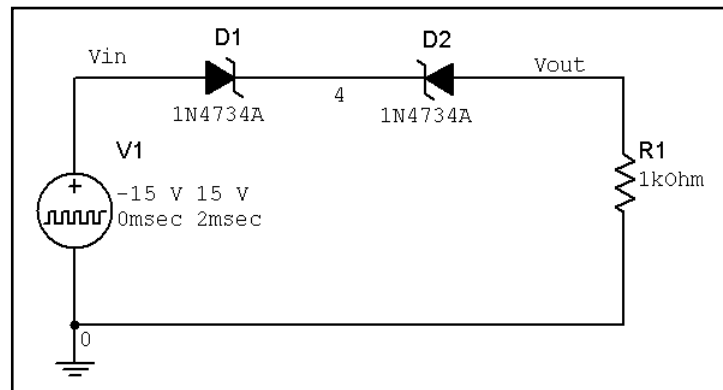 D1
D2
Vin
Vout
4
1N4734A
1N4734A
V1
R1
1kOhm
-15 V 15 V
0msec 2msec
0